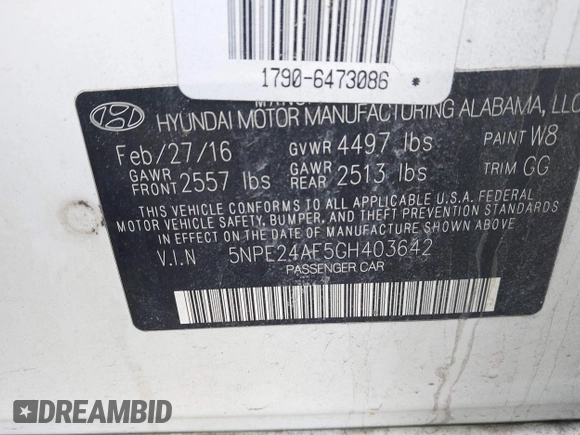 1790-6473086 *
HYUNDAI MOTOR MANUFACTURING ALABAMA, LLC
Feb/27/16 GVWR 4497 lbs PAINT W8
GAWR FRONT 2557 lbs GAWR REAR 2513 lbs TRIM GG
THIS VEHICLE CONFORMS TO ALL APPLICABLE U.S.A. FEDERAL
MOTOR VEHICLE SAFETY, BUMPER, AND THEFT PREVENTION STANDARDS
IN EFFECT ON THE DATE OF MANUFACTURE SHOWN ABOVE.
V.I.N 5NPE24AF5GH403642
PASSENGER CAR
DREAMBID